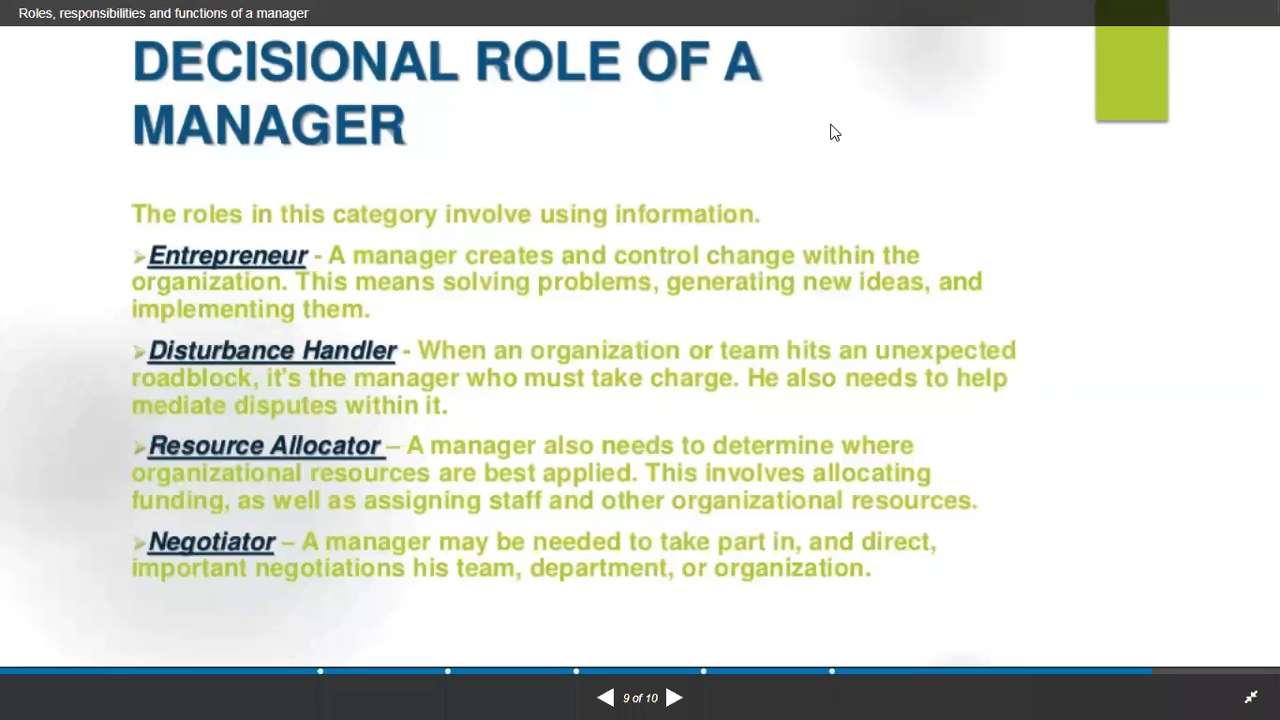 Roles, responsibilities and functions of a manager
DECISIONAL ROLE OF A
MANAGER
The roles in this category involve using information.
➢Entrepreneur - A manager creates and control change within the
organization. This means solving problems, generating new ideas, and
implementing them.
➢Disturbance Handler - When an organization or team hits an unexpected
roadblock, it's the manager who must take charge. He also needs to help
mediate disputes within it.
➢Resource Allocator – A manager also needs to determine where
organizational resources are best applied. This involves allocating
funding, as well as assigning staff and other organizational resources.
➢Negotiator – A manager may be needed to take part in, and direct,
important negotiations his team, department, or organization.
9 of 10